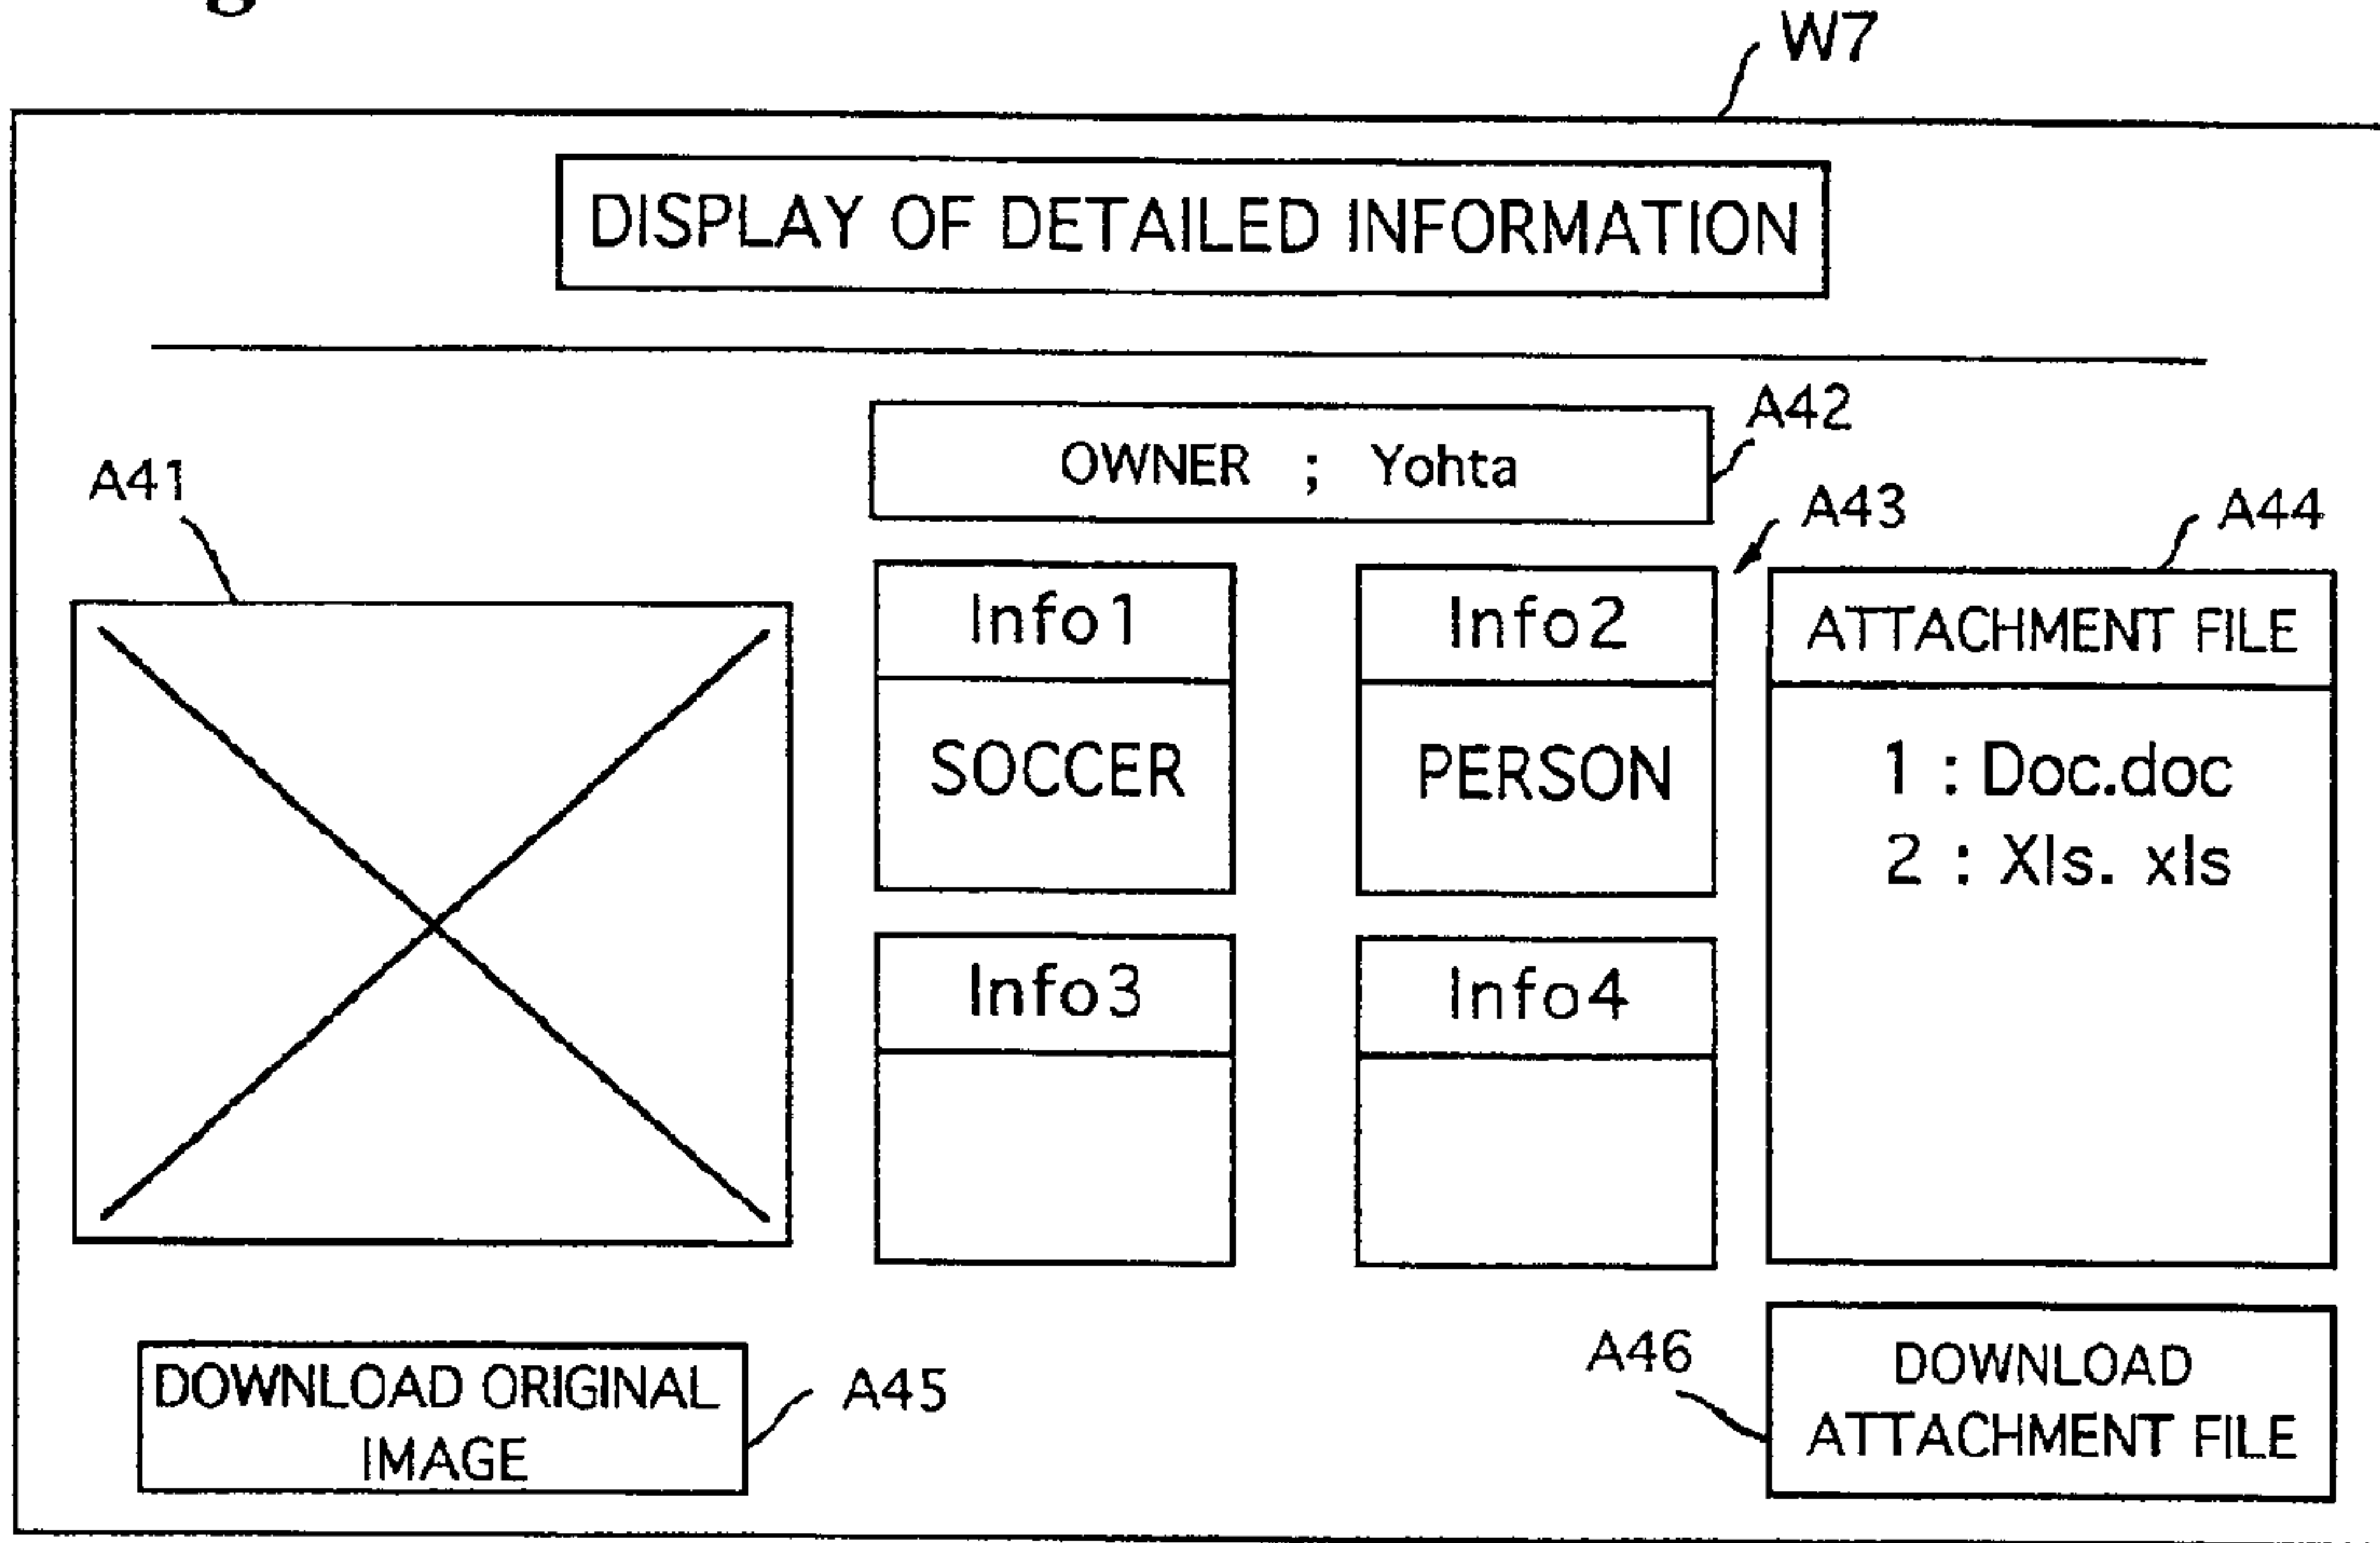 W7
DISPLAY OF DETAILED INFORMATION
OWNER ; Yohta
A42
A41
A43
A44
Info1
Info2
ATTACHMENT FILE
SOCCER
PERSON
1 : Doc.doc
2 : Xls. xls
Info3
Info4
DOWNLOAD ORIGINAL
IMAGE
A45
A46
DOWNLOAD
ATTACHMENT FILE